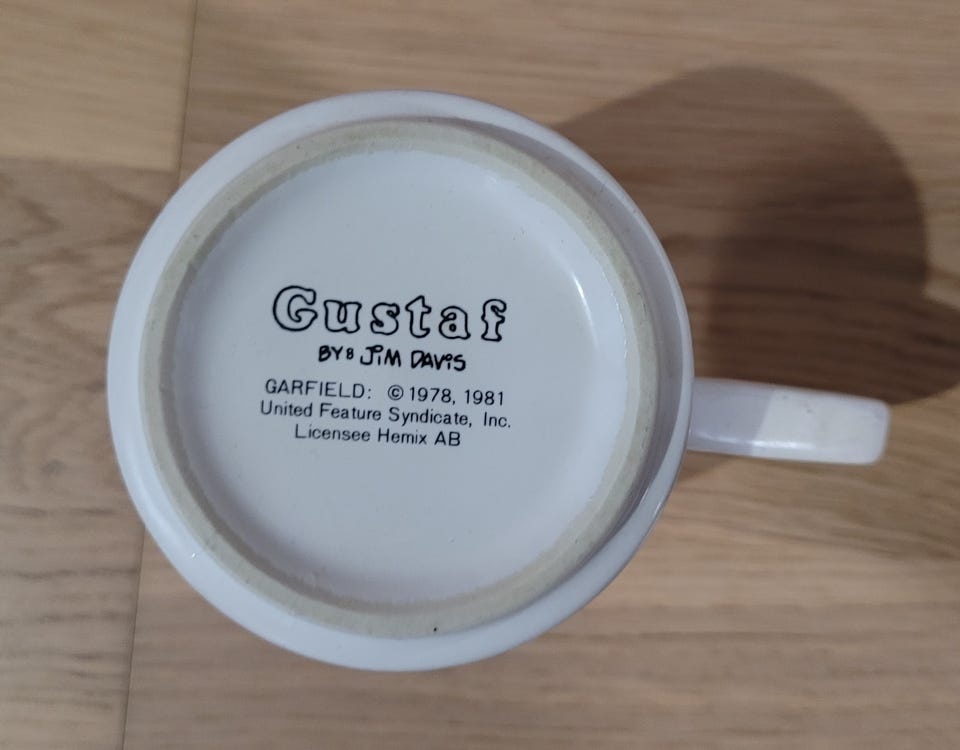 Gustaf
BY: JIM DAVIS
GARFIELD: © 1978, 1981
United Feature Syndicate, Inc.
Licensee Hemix AB